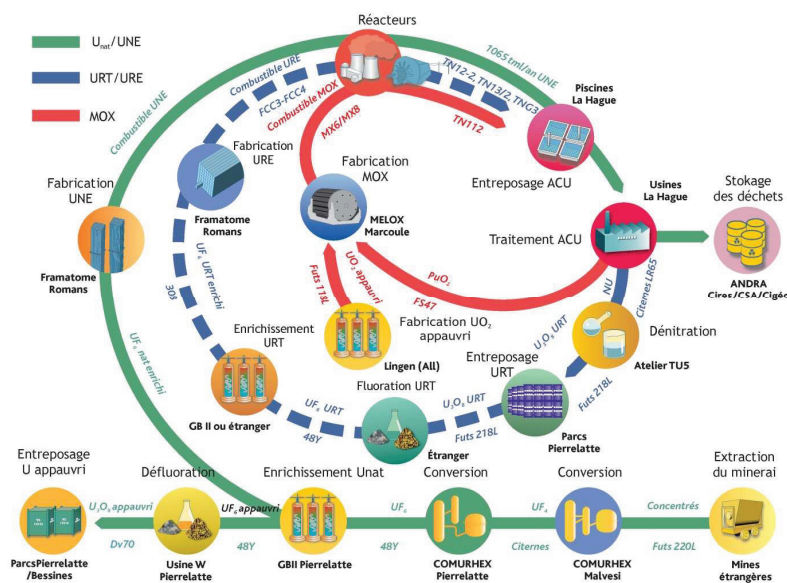 U nat/UNE
URT/URE
MOX
Réacteurs
1065 tml/an UNE
TN12-2, TN13/2, TNG3
TN112
Combustible UNE
Combustible URE
FCC3-FCC4
Combustible MOX
MX6/MX8
Piscines
La Hague
Entreposage ACU
Usines
La Hague
Traitement ACU
Stokage
des déchets
ANDRA
Cires/CSA/Cigéo
Fabrication
UNE
Framatome
Romans
Fabrication
URE
Framatome
Romans
Fabrication
MOX
MELOX
Marcoule
UF6 URT enrichi
30B
UO2 appauvri
Futs 118L
PuO2
FS47
NU
Citernes LR65
Dénitration
Atelier TU5
Fabrication UO2
appauvri
Lingen (All)
Enrichissement
URT
GB II ou étranger
UF6 URT
48Y
Fluoration URT
Étranger
U3O8 URT
Futs 218L
Entreposage
URT
Parcs
Pierrelatte
U3O8 URT
Futs 218L
Entreposage
U appauvri
ParcsPierrelatte
/Bessines
U3O8 appauvri
Dv70
Défluoration
Usine W
Pierrelatte
UF6 appauvri
48Y
Enrichissement Unat
GBII Pierrelatte
UF6 nat enrichi
UF6
48Y
Conversion
COMURHEX
Pierrelatte
UF4
Citernes
Conversion
COMURHEX
Malvesi
Concentrés
Futs 220L
Extraction
du minerai
Mines
étrangères